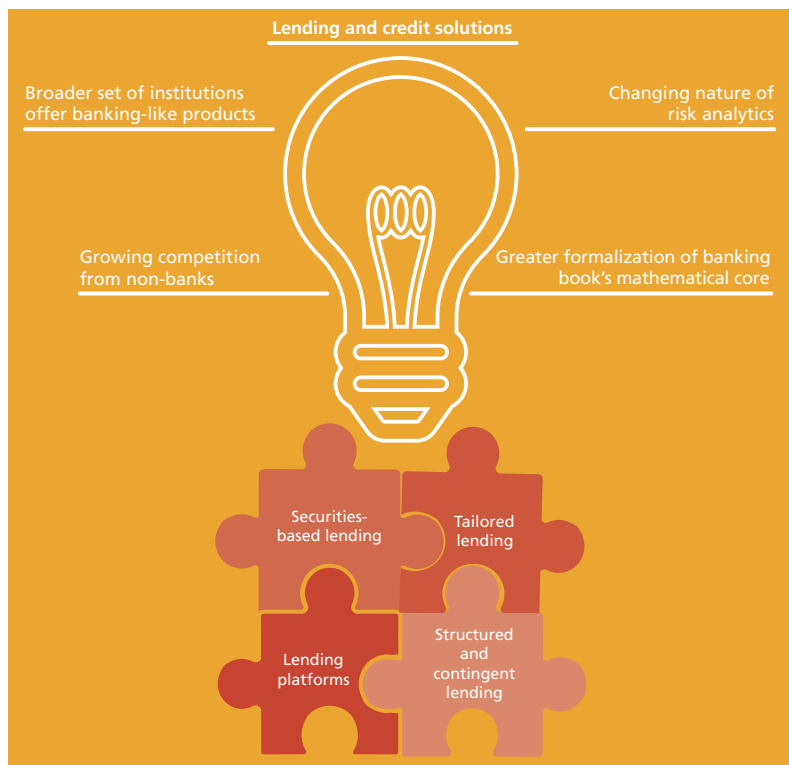 Lending and credit solutions
Broader set of institutions
offer banking-like products
Changing nature of
risk analytics
Growing competition
from non-banks
Greater formalization of banking
book's mathematical core
Securities-
based lending
Tailored
lending
Lending
platforms
Structured
and
contingent
lending